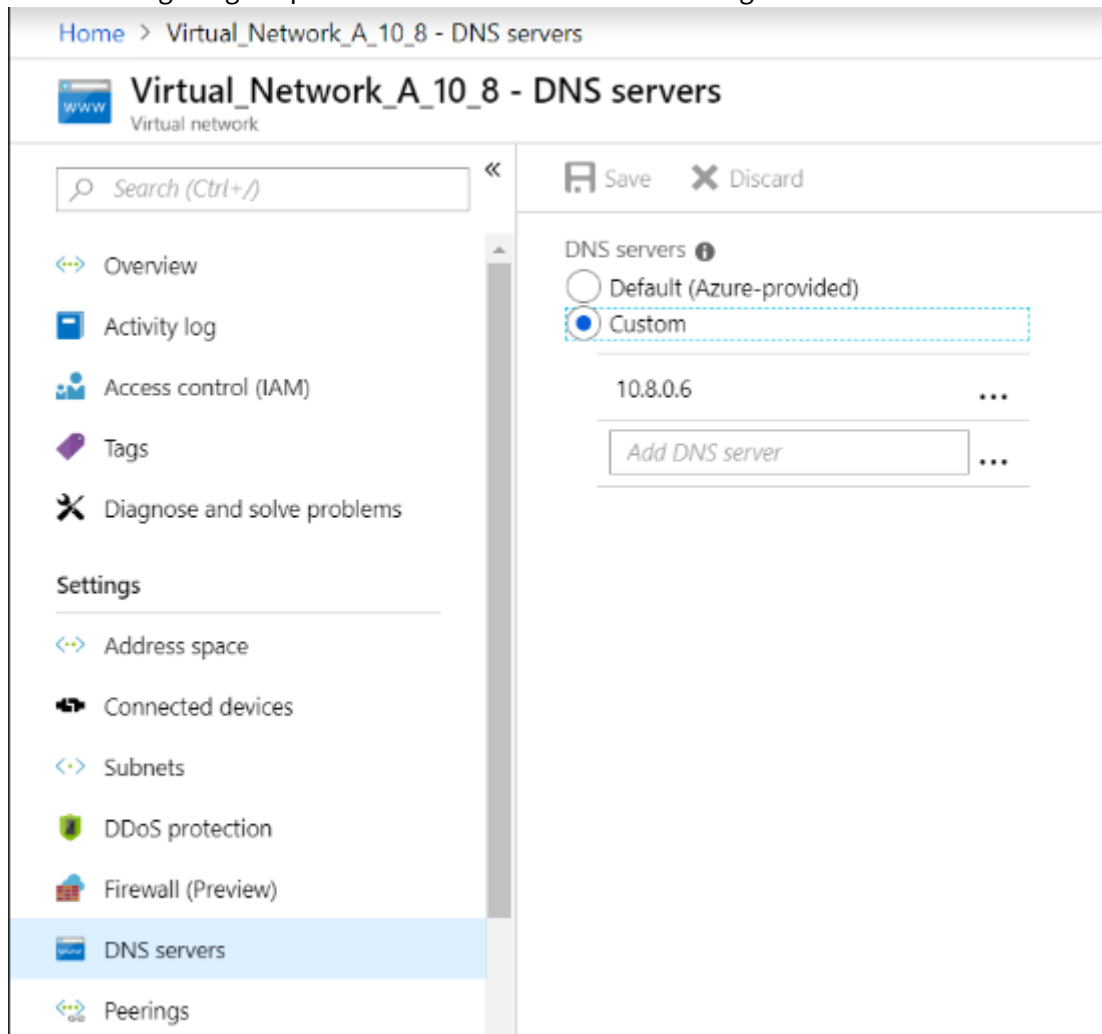 Home > Virtual_Network_A_10_8 - DNS servers
www
Virtual_Network_A_10_8 - DNS servers
Virtual network
Search (Ctrl+/)
«
Overview
Activity log
Access control (IAM)
Tags
Diagnose and solve problems
Settings
Address space
Connected devices
Subnets
DDoS protection
Firewall (Preview)
DNS servers
Peerings
Save Discard
DNS servers
Default (Azure-provided)
Custom
10.8.0.6 ...
Add DNS server ...